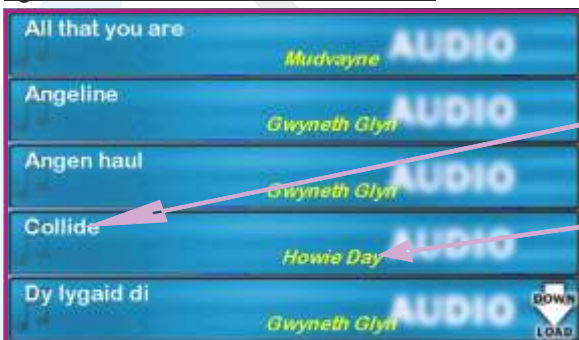 All that you are
AUDIO
Mudvayne
Angeline
AUDIO
Gwyneth Glyn
Angen haul
AUDIO
Gwyneth Glyn
Collide
AUDIO
Howie Day
Dy lygaid di
AUDIO
Gwyneth Glyn
DOWN
LOAD